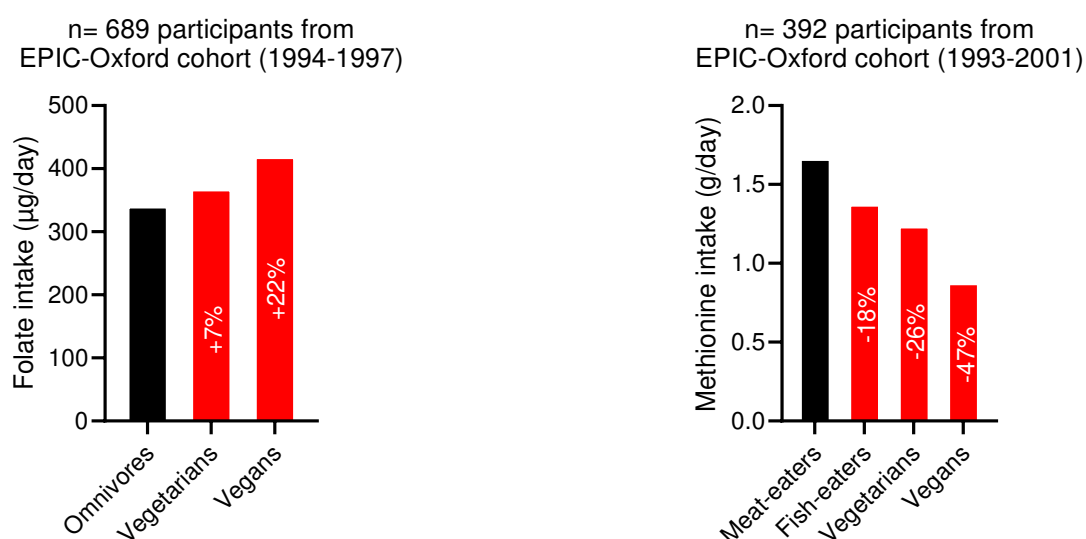 n= 689 participants from
EPIC-Oxford cohort (1994-1997)
Folate intake (µg/day)
500
400
300
200
100
0
+7%
+22%
Omnivores
Vegetarians
Vegans
n= 392 participants from
EPIC-Oxford cohort (1993-2001)
Methionine intake (g/day)
2.0
1.5
1.0
0.5
0.0
-18%
-26%
-47%
Meat-eaters
Fish-eaters
Vegetarians
Vegans